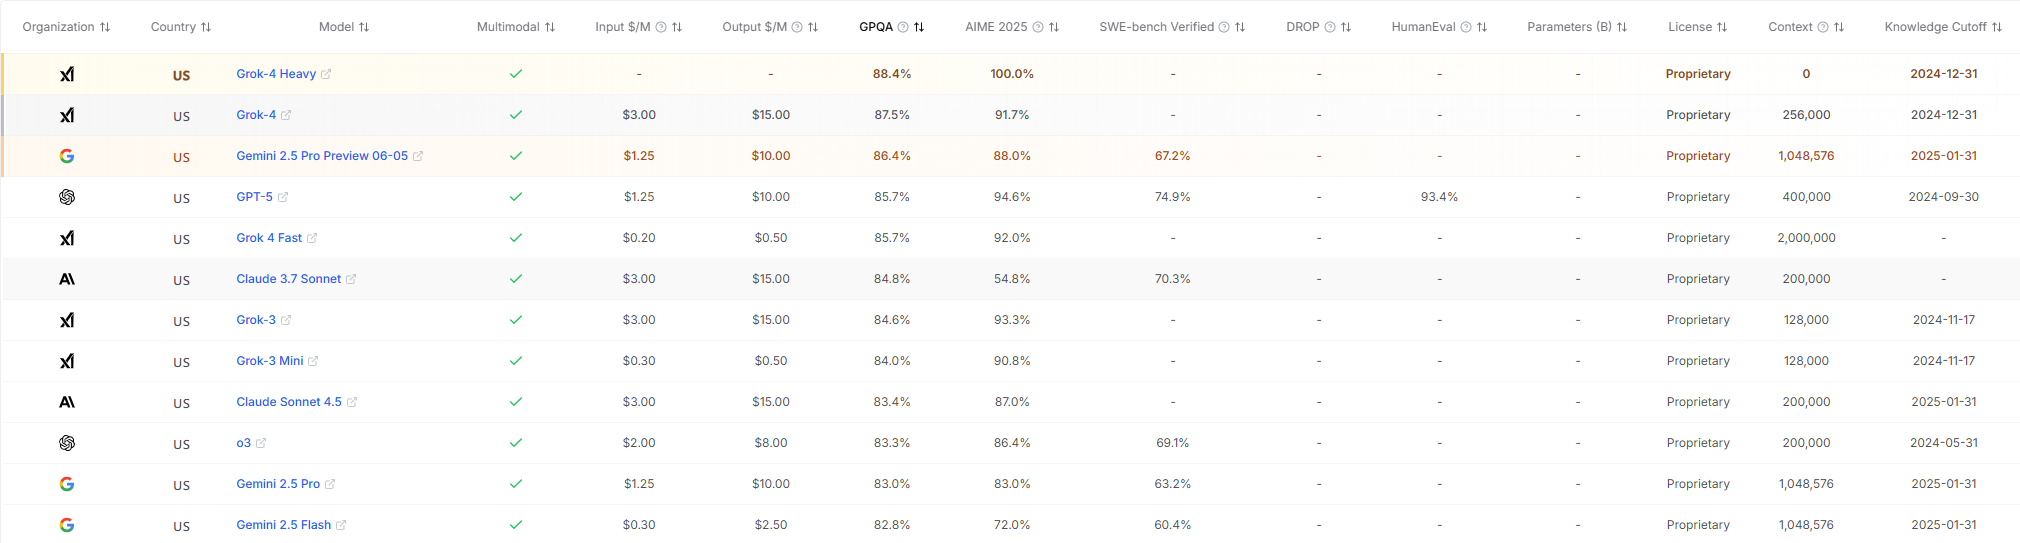 Organization Country Model Multimodal Input $/M Output $/M GPQA AIME 2025 SWE-bench Verified DROP HumanEval Parameters (B) License Context Knowledge Cutoff
xI US Grok-4 Heavy - - 88.4% 100.0% - - - - Proprietary 0 2024-12-31
xI US Grok-4 $3.00 $15.00 87.5% 91.7% - - - - Proprietary 256,000 2024-12-31
G US Gemini 2.5 Pro Preview 06-05 $1.25 $10.00 86.4% 88.0% 67.2% - - - Proprietary 1,048,576 2025-01-31
US GPT-5 $1.25 $10.00 85.7% 94.6% 74.9% - 93.4% - Proprietary 400,000 2024-09-30
xI US Grok 4 Fast $0.20 $0.50 85.7% 92.0% - - - - Proprietary 2,000,000 -
A\ US Claude 3.7 Sonnet $3.00 $15.00 84.8% 54.8% 70.3% - - - Proprietary 200,000 -
xI US Grok-3 $3.00 $15.00 84.6% 93.3% - - - - Proprietary 128,000 2024-11-17
xI US Grok-3 Mini $0.30 $0.50 84.0% 90.8% - - - - Proprietary 128,000 2024-11-17
A\ US Claude Sonnet 4.5 $3.00 $15.00 83.4% 87.0% - - - - Proprietary 200,000 2025-01-31
US o3 $2.00 $8.00 83.3% 86.4% 69.1% - - - Proprietary 200,000 2024-05-31
G US Gemini 2.5 Pro $1.25 $10.00 83.0% 83.0% 63.2% - - - Proprietary 1,048,576 2025-01-31
G US Gemini 2.5 Flash $0.30 $2.50 82.8% 72.0% 60.4% - - - Proprietary 1,048,576 2025-01-31